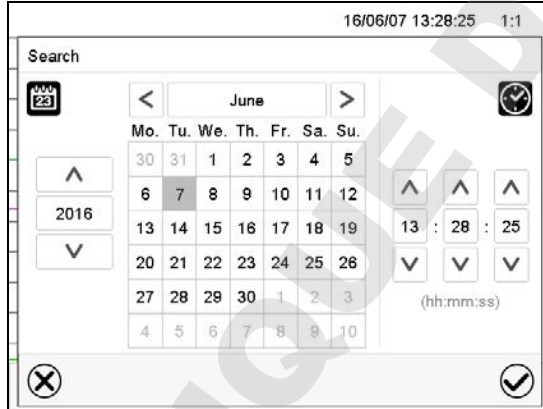 16/06/07 13:28:25 1:1
Search
23
< June >
Mo. Tu. We. Th. Fr. Sa. Su.
30 31 1 2 3 4 5
6 7 8 9 10 11 12
2016
13 14 15 16 17 18 19
13 : 28 : 25
20 21 22 23 24 25 26
27 28 29 30 1 2 3
(hh:mm:ss)
4 5 6 7 8 9 10